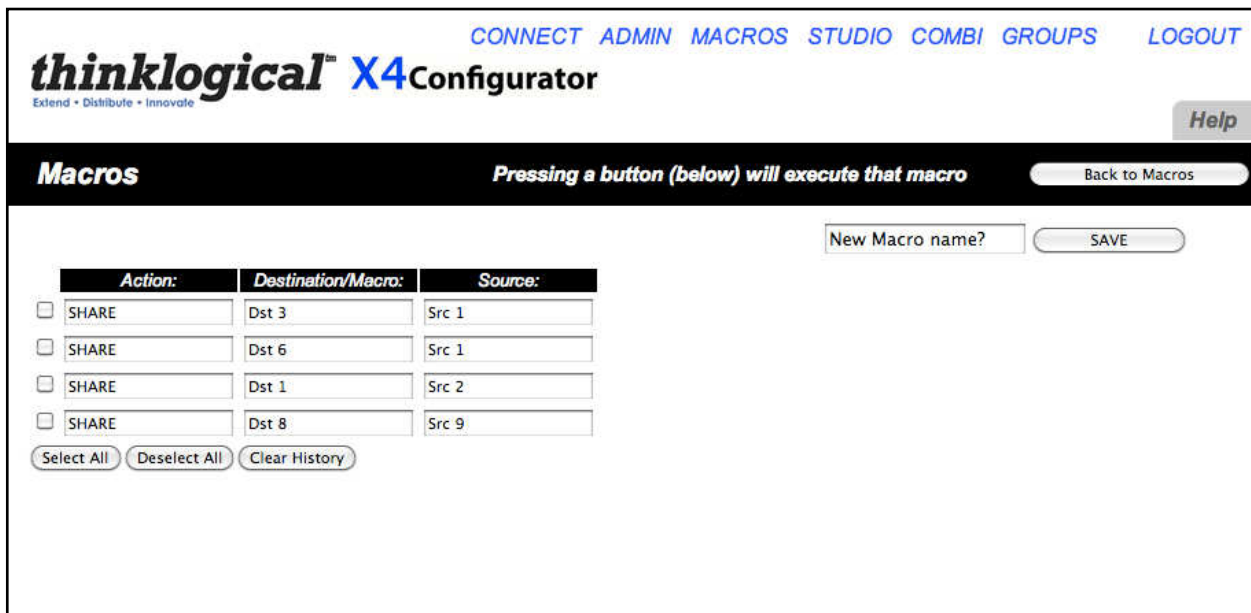 CONNECT ADMIN MACROS STUDIO COMBI GROUPS LOGOUT
thinklogical™ X4Configurator
Extend • Distribute • Innovate
Help
Macros Pressing a button (below) will execute that macro Back to Macros
New Macro name? SAVE
Action: Destination/Macro: Source:
SHARE Dst 3 Src 1
SHARE Dst 6 Src 1
SHARE Dst 1 Src 2
SHARE Dst 8 Src 9
Select All Deselect All Clear History